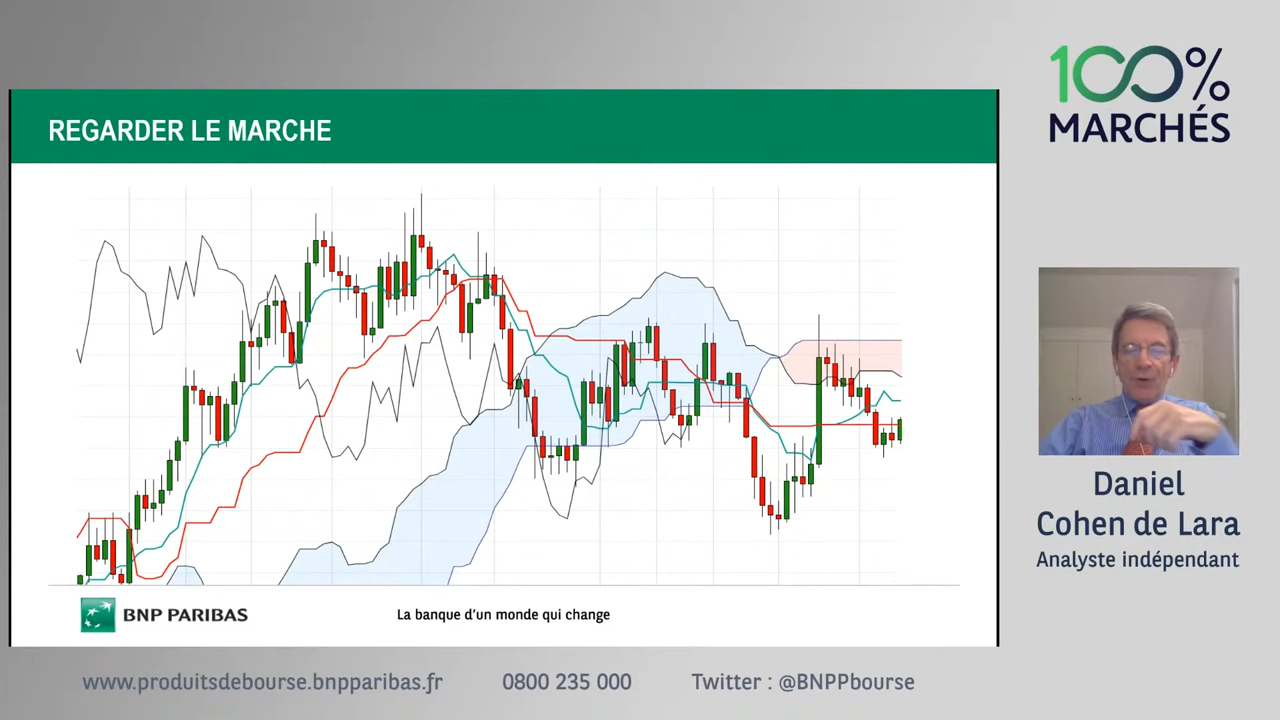 100%
MARCHÉS
REGARDER LE MARCHE
Daniel
Cohen de Lara
Analyste indépendant
BNP PARIBAS
La banque d'un monde qui change
www.produitsdebourse.bnpparibas.fr
0800 235 000
Twitter : @BNPPbourse